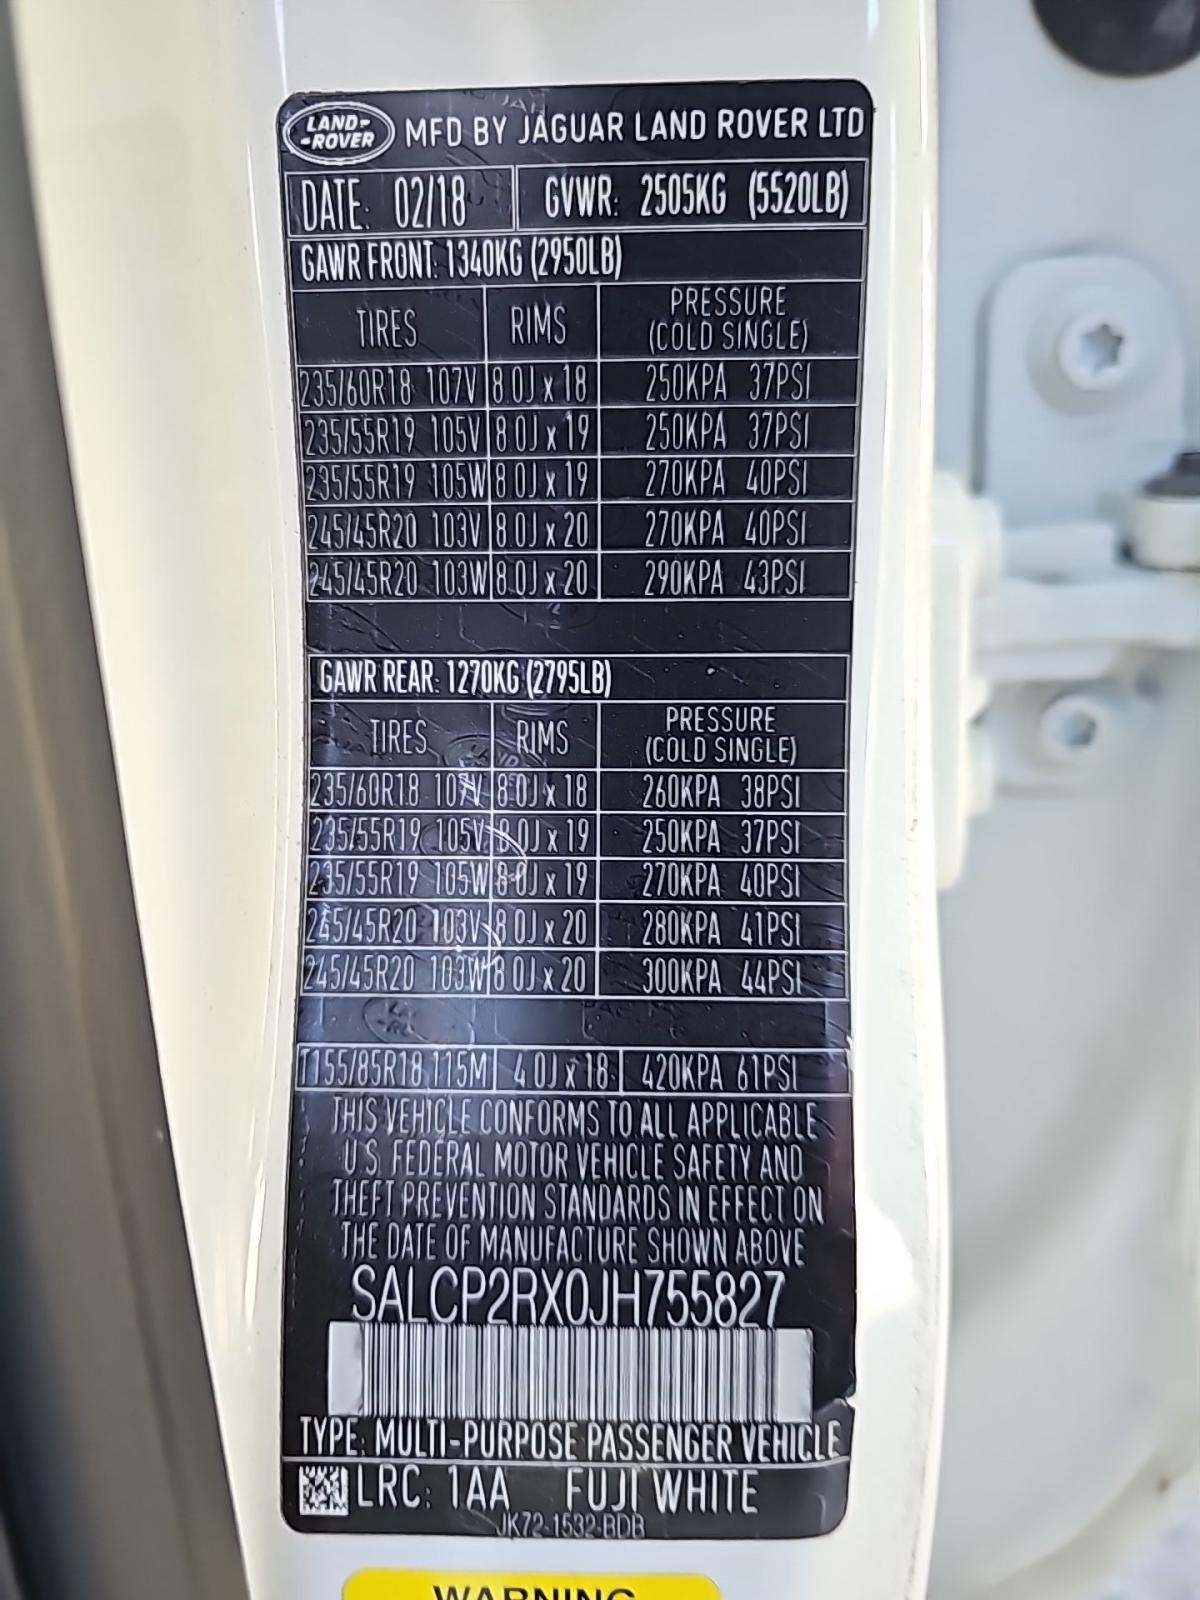 LAND-
-ROVER
MFD BY JAGUAR LAND ROVER LTD
DATE: 02/18 GVWR: 2505KG (5520LB)
GAWR FRONT: 1340KG (2950LB)
TIRES RIMS PRESSURE (COLD SINGLE)
235/60R18 107V 8.0J x 18 250KPA 37PSI
235/55R19 105V 8.0J x 19 250KPA 37PSI
235/55R19 105W 8.0J x 19 270KPA 40PSI
245/45R20 103V 8.0J x 20 270KPA 40PSI
245/45R20 103W 8.0J x 20 290KPA 43PSI
GAWR REAR: 1270KG (2795LB)
TIRES RIMS PRESSURE (COLD SINGLE)
235/60R18 107V 8.0J x 18 260KPA 38PSI
235/55R19 105V 8.0J x 19 250KPA 37PSI
235/55R19 105W 8.0J x 19 270KPA 40PSI
245/45R20 103V 8.0J x 20 280KPA 41PSI
245/45R20 103W 8.0J x 20 300KPA 44PSI
T155/85R18 115M 4.0J x 18 420KPA 61PSI
THIS VEHICLE CONFORMS TO ALL APPLICABLE
U.S. FEDERAL MOTOR VEHICLE SAFETY AND
THEFT PREVENTION STANDARDS IN EFFECT ON
THE DATE OF MANUFACTURE SHOWN ABOVE
SALCP2RX0JH755827
TYPE: MULTI-PURPOSE PASSENGER VEHICLE
LRC: 1AA FUJI WHITE
JK72-1532-BDB
WARNING